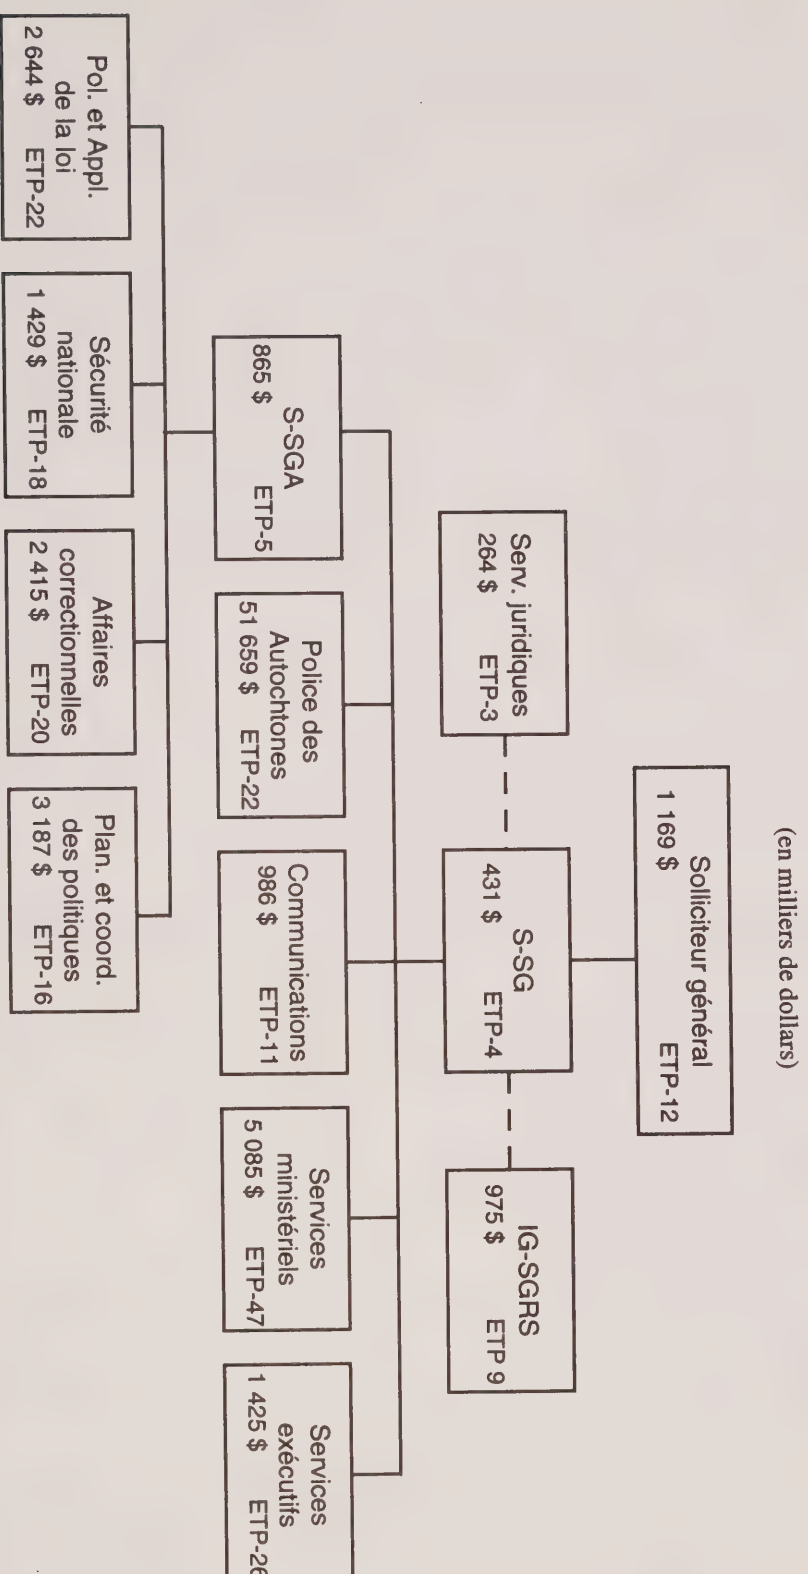 (en milliers de dollars)
Solliciteur général
1 169 $ ETP-12
Serv. juridiques
264 $ ETP-3
S-SG
431 $ ETP-4
IG-SGRS
975 $ ETP 9
S-SGA
865 $ ETP-5
Police des
Autochtones
51 659 $ ETP-22
Communications
986 $ ETP-11
Services
ministériels
5 085 $ ETP-47
Services
exécutifs
1 425 $ ETP-26
Pol. et Appl.
de la loi
2 644 $ ETP-22
Sécurité
nationale
1 429 $ ETP-18
Affaires
correctionnelles
2 415 $ ETP-20
Plan. et coord.
des politiques
3 187 $ ETP-16